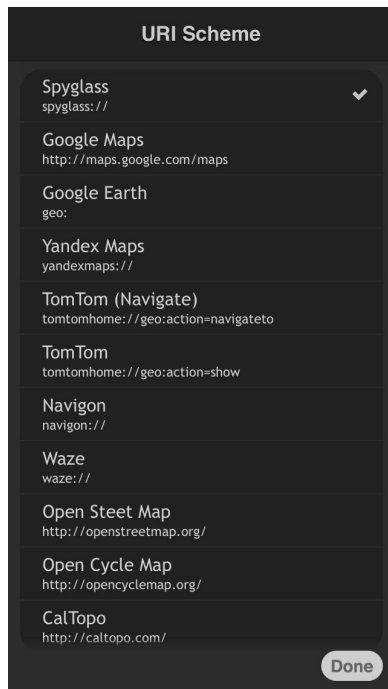 URI Scheme
Spyglass
spyglass://
Google Maps
http://maps.google.com/maps
Google Earth
geo:
Yandex Maps
yandexmaps://
TomTom (Navigate)
tomtomhome://geo:action=navigateto
TomTom
tomtomhome://geo:action=show
Navigon
navigon://
Waze
waze://
Open Steet Map
http://openstreetmap.org/
Open Cycle Map
http://opencyclemap.org/
CalTopo
http://caltopo.com/
Done